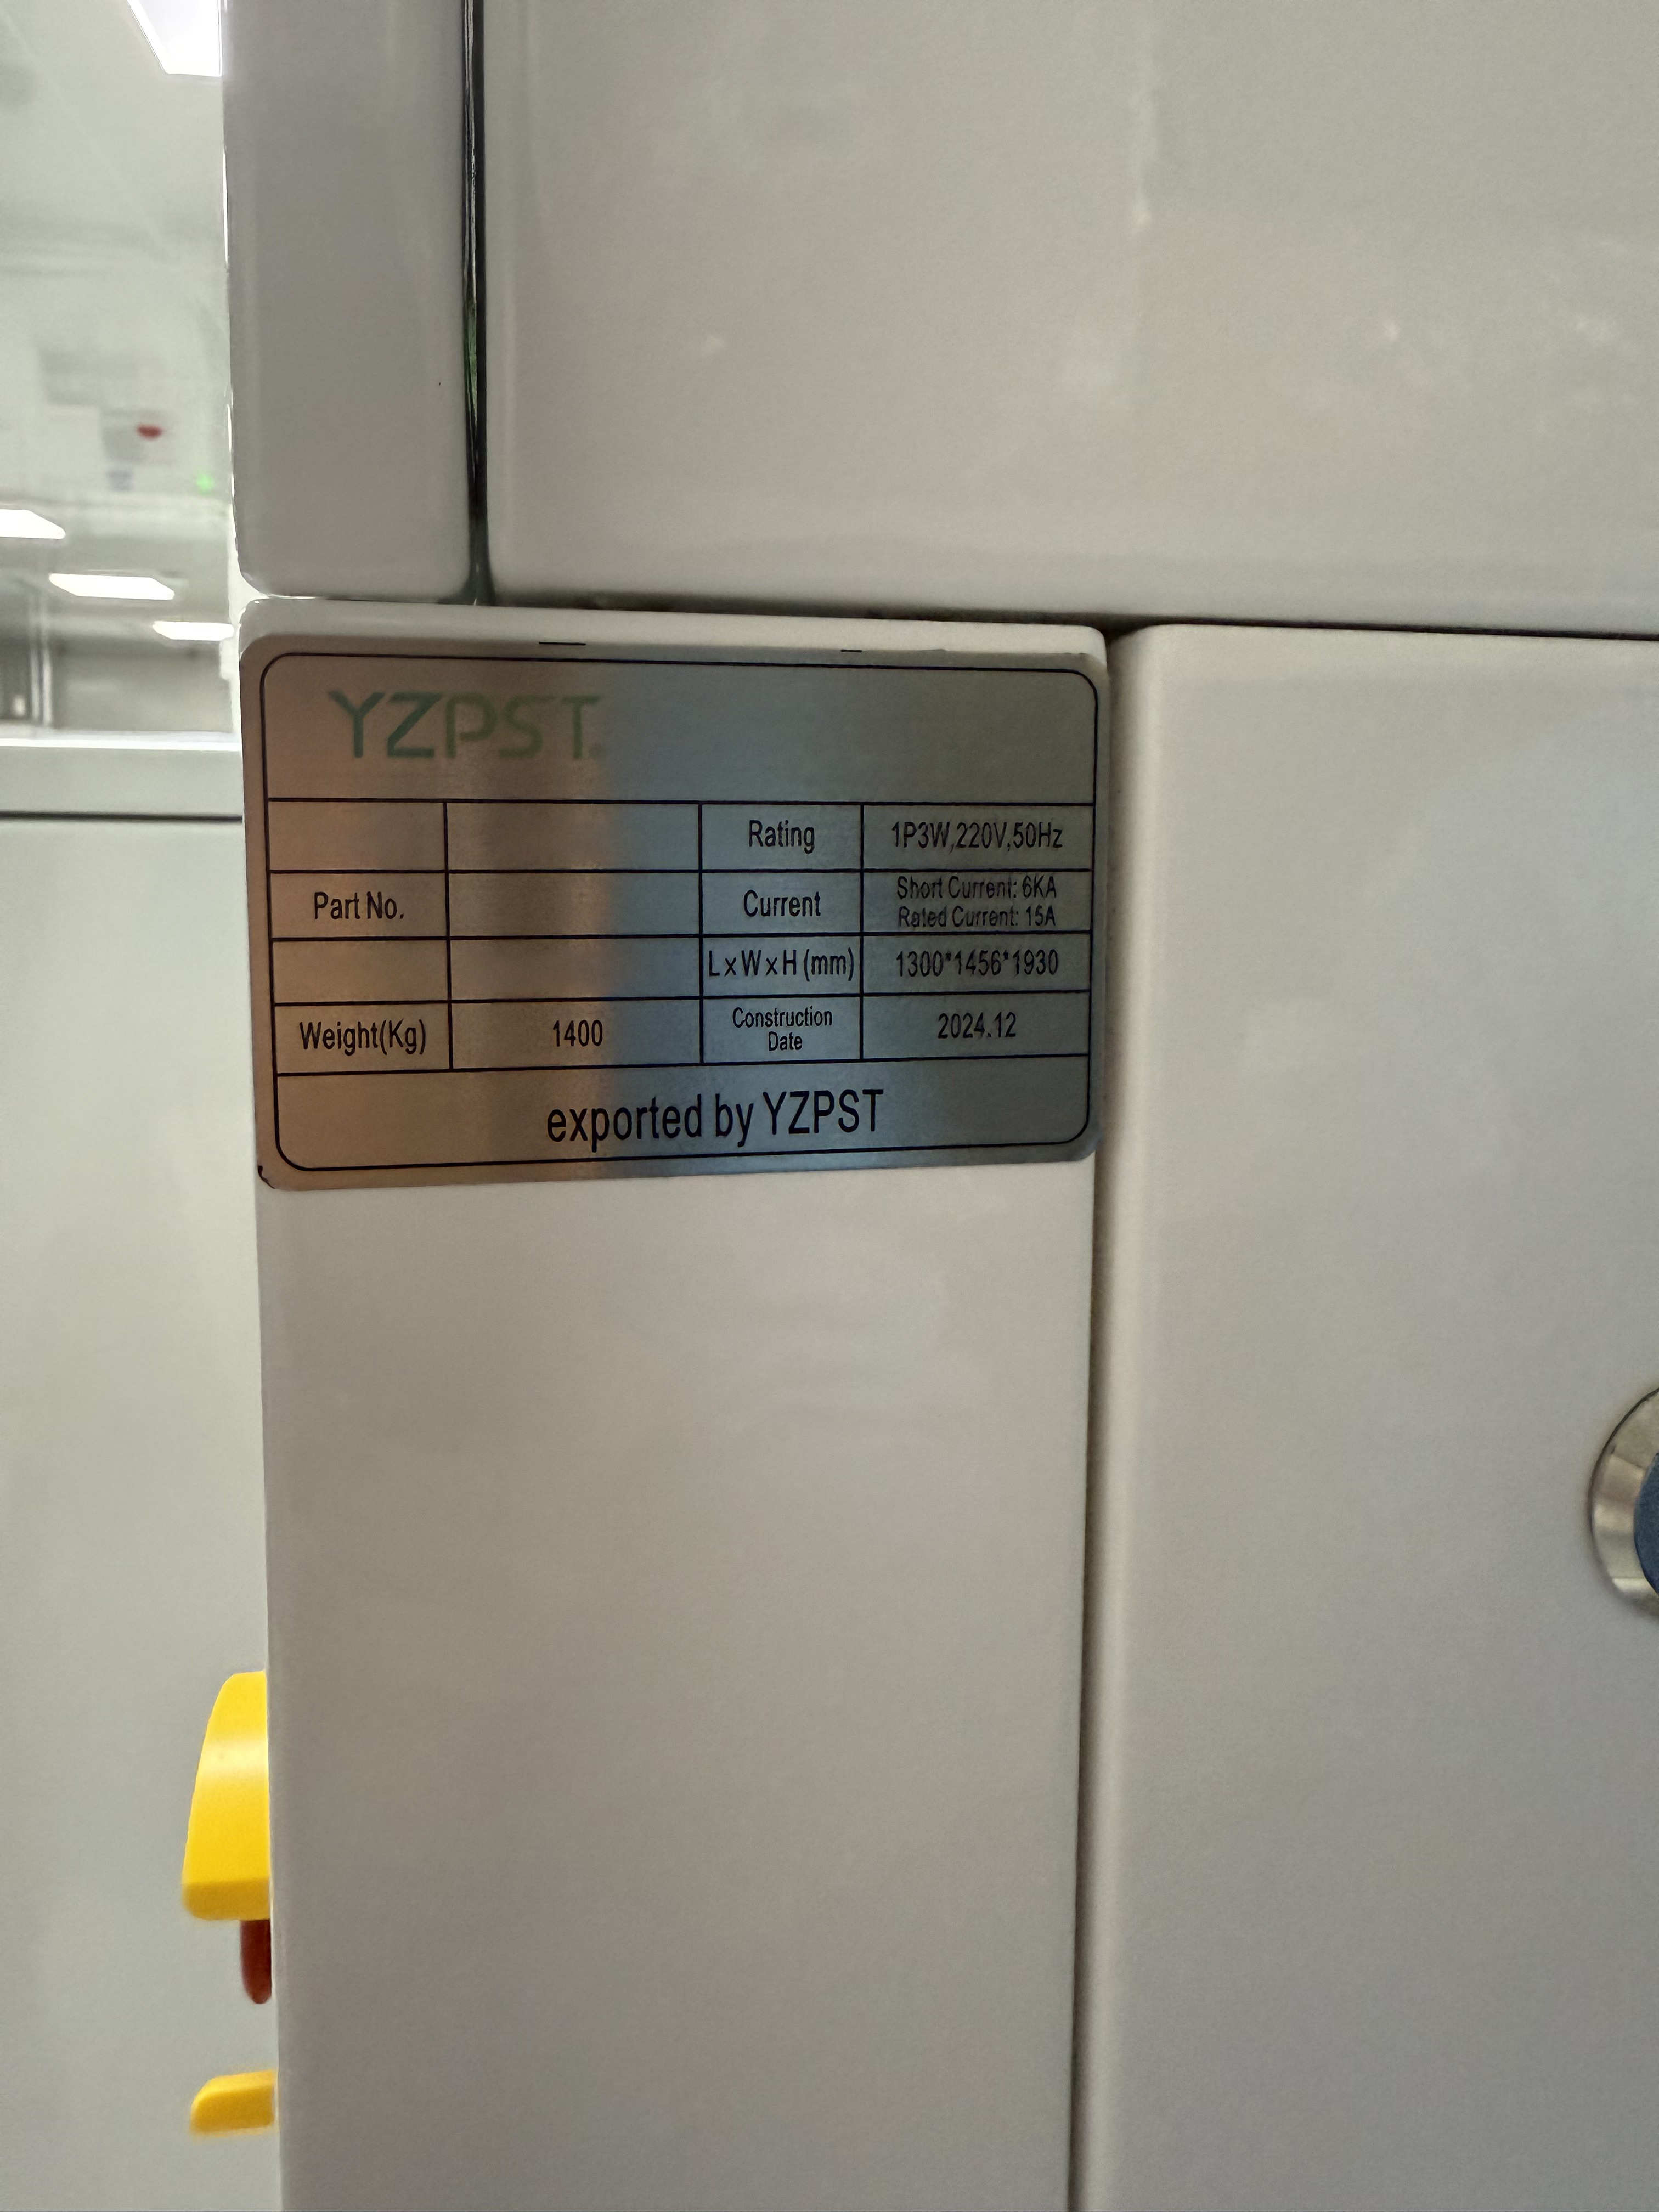 YZPST
Rating 1P3W,220V,50Hz
Part No. Current Short Current: 6KA
Rated Current: 15A
LxWxH(mm) 1300*1456*1930
Weight(Kg) 1400 Construction
Date 2024.12
exported by YZPST